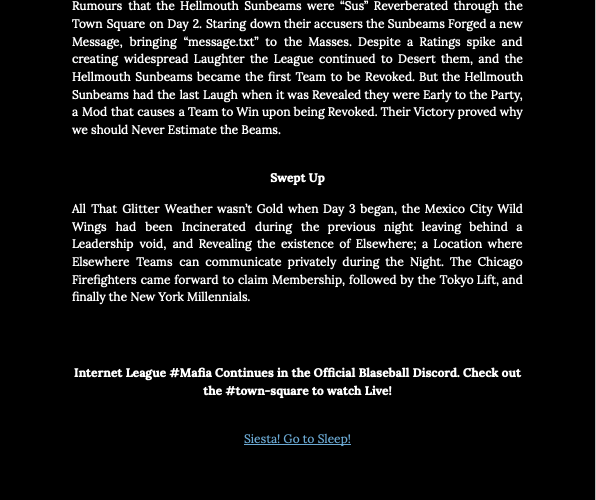 Rumours that the Hellmouth Sunbeams were “Sus” Reverberated through the
Town Square on Day 2. Staring down their accusers the Sunbeams Forged a new
Message, bringing “message.txt” to the Masses. Despite a Ratings spike and
creating widespread Laughter the League continued to Desert them, and the
Hellmouth Sunbeams became the first Team to be Revoked. But the Hellmouth
Sunbeams had the last Laugh when it was Revealed they were Early to the Party,
a Mod that causes a Team to Win upon being Revoked. Their Victory proved why
we should Never Estimate the Beams.
Swept Up
All That Glitter Weather wasn’t Gold when Day 3 began, the Mexico City Wild
Wings had been Incinerated during the previous night leaving behind a
Leadership void, and Revealing the existence of Elsewhere; a Location where
Elsewhere Teams can communicate privately during the Night. The Chicago
Firefighters came forward to claim Membership, followed by the Tokyo Lift, and
finally the New York Millennials.
Internet League #Mafia Continues in the Official Blaseball Discord. Check out
the #town-square to watch Live!
Siesta! Go to Sleep!